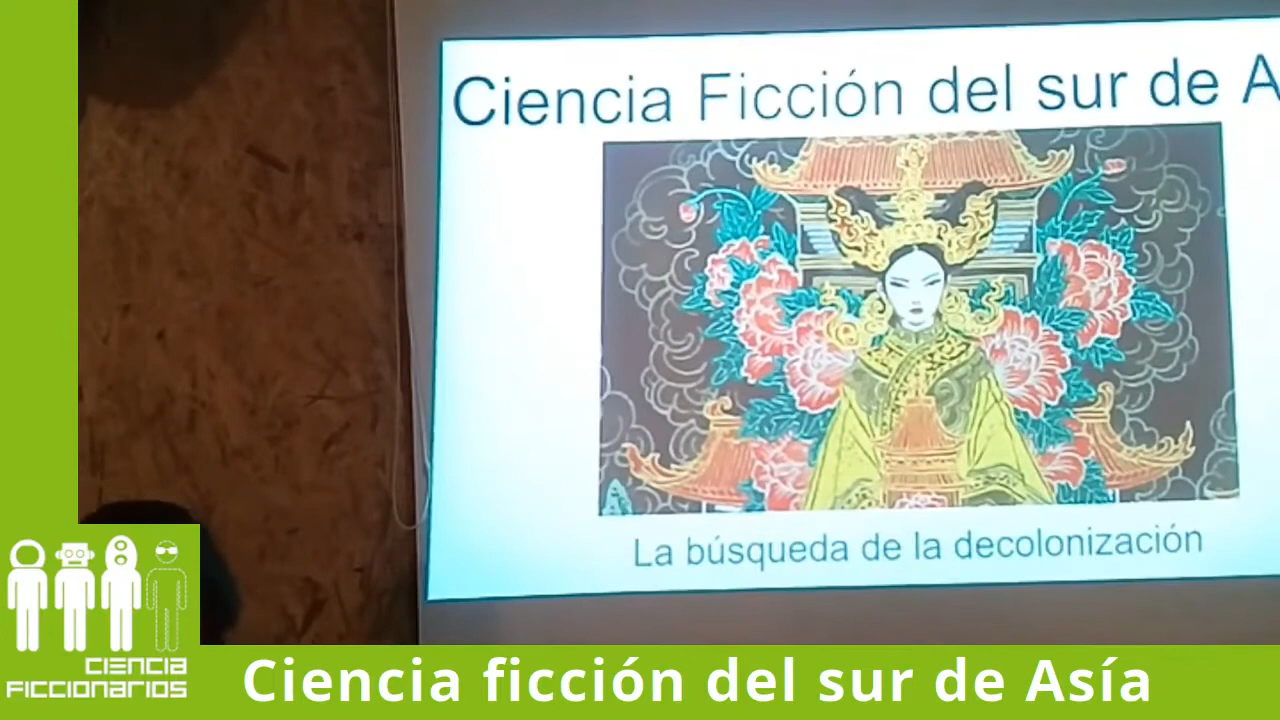 Ciencia Ficción del sur de A
La búsqueda de la decolonización
CIENCIA
FICCIONARIOS
Ciencia ficción del sur de Asía